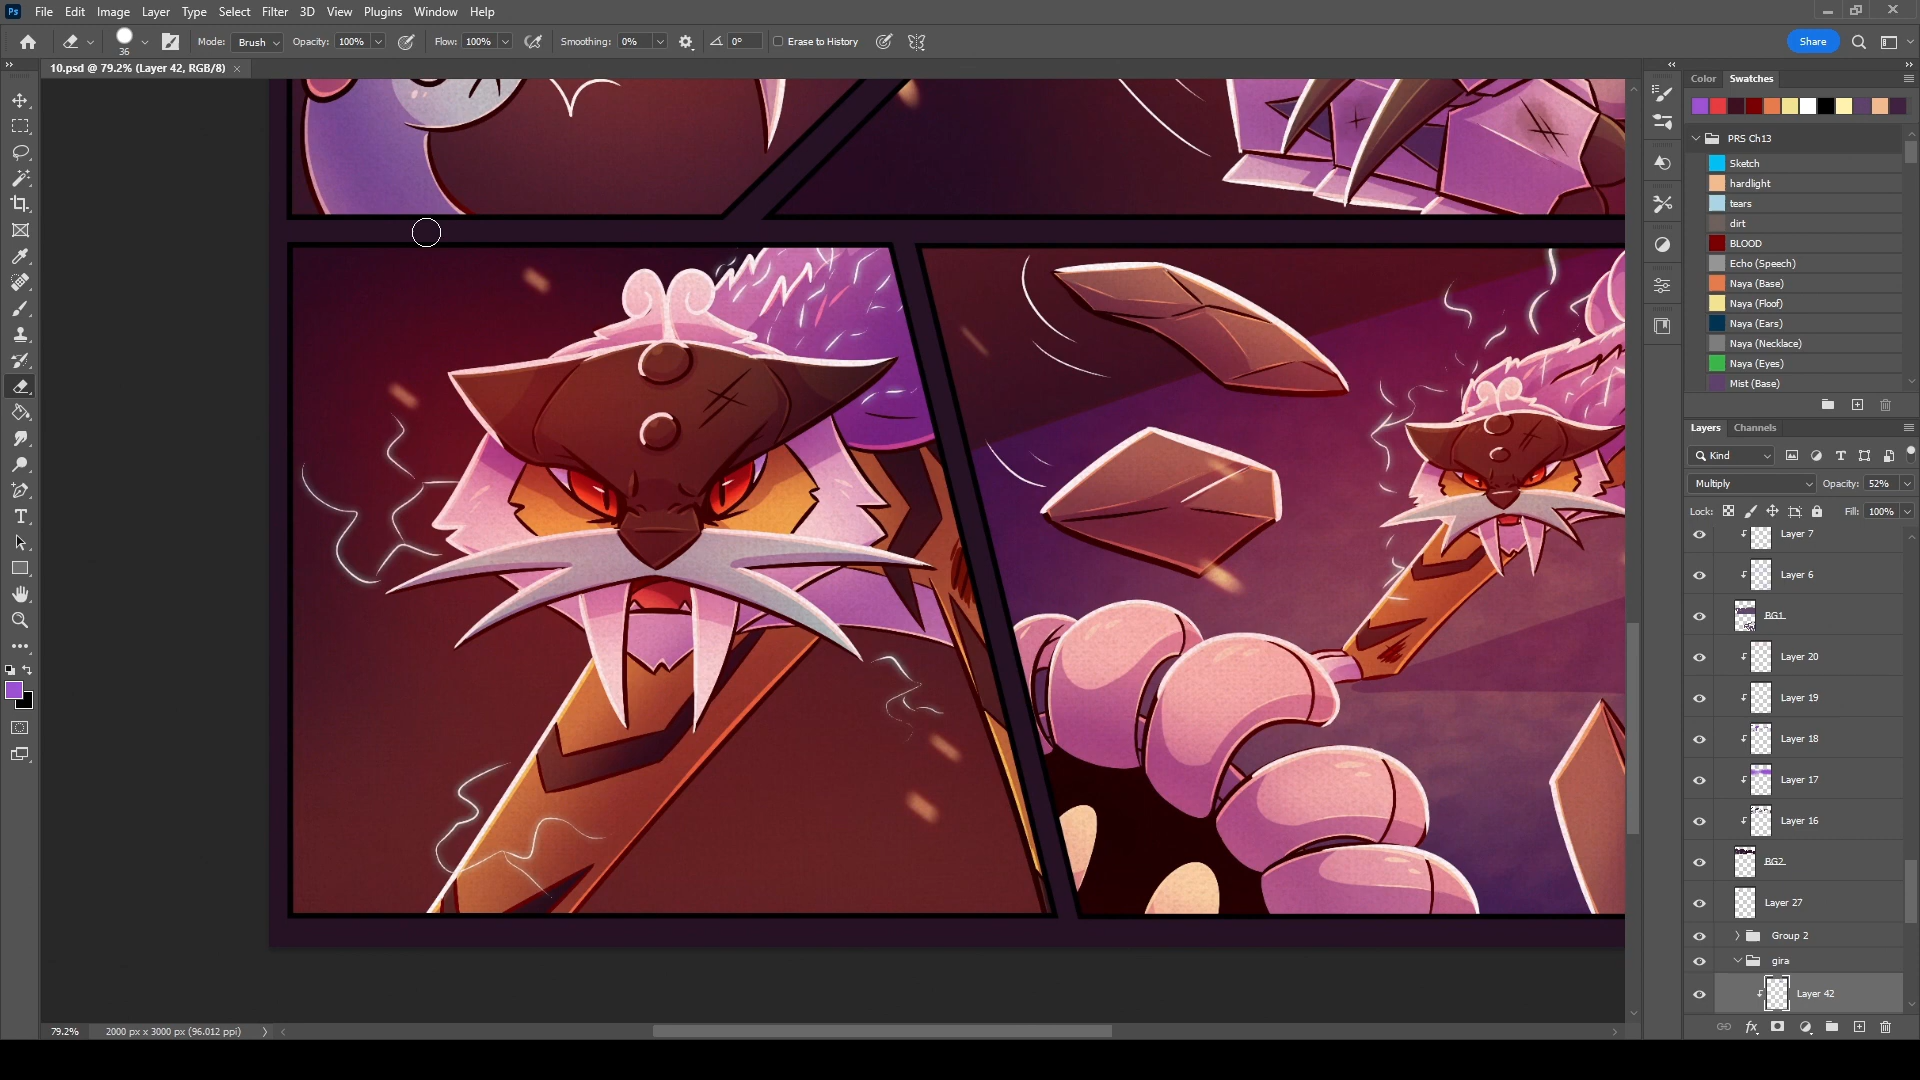 Ps File Edit Image Layer Type Select Filter 3D View Plugins Window Help
36 Mode: Brush Opacity: 100% Flow: 100% Smoothing: 0% 0° Erase to History Share
10.psd @ 79.2% (Layer 42, RGB/8) ×
Color Swatches
PRS Ch13
Sketch
hardlight
tears
dirt
BLOOD
Echo (Speech)
Naya (Base)
Naya (Floof)
Naya (Ears)
Naya (Necklace)
Naya (Eyes)
Mist (Base)
Layers Channels
Kind
Multiply Opacity: 52%
Lock: Fill: 100%
Layer 7
Layer 6
BG1
Layer 20
Layer 19
Layer 18
Layer 17
Layer 16
BG2
Layer 27
Group 2
gira
Layer 42
fx
79.2% 2000 px x 3000 px (96.012 ppi)